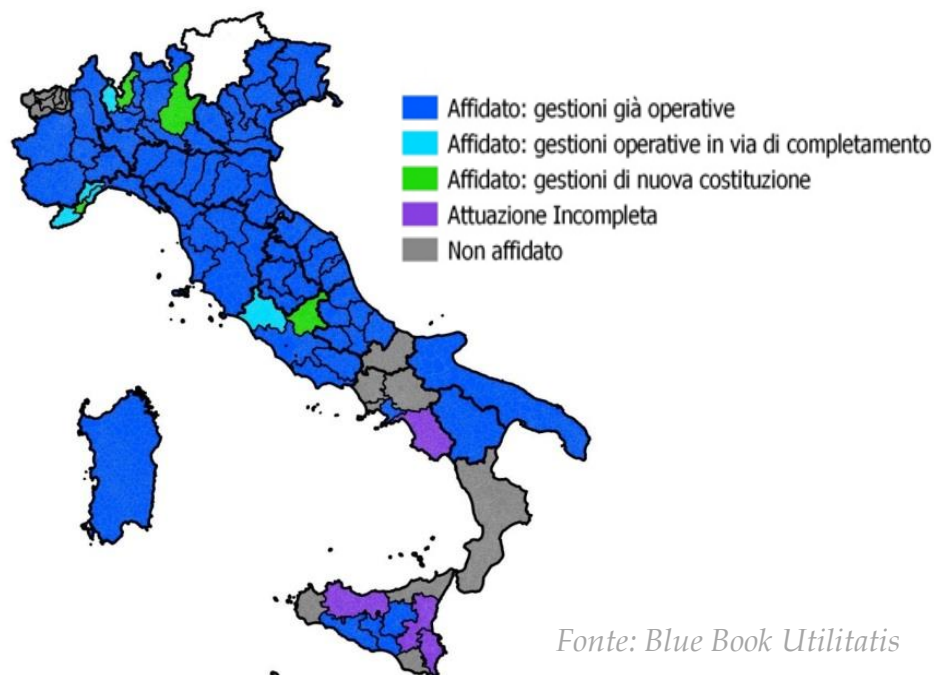 Affidato: gestioni già operative
Affidato: gestioni operative in via di completamento
Affidato: gestioni di nuova costituzione
Attuazione Incompleta
Non affidato
Fonte: Blue Book Utilitatis